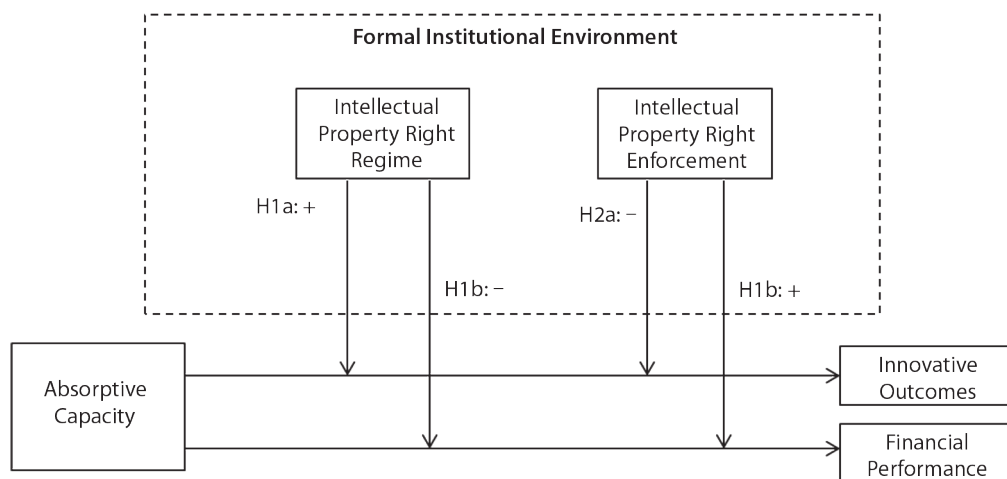 Formal Institutional Environment
Intellectual
Property Right
Regime
Intellectual
Property Right
Enforcement
H1a: +
H2a: −
H1b: −
H1b: +
Absorptive
Capacity
Innovative
Outcomes
Financial
Performance